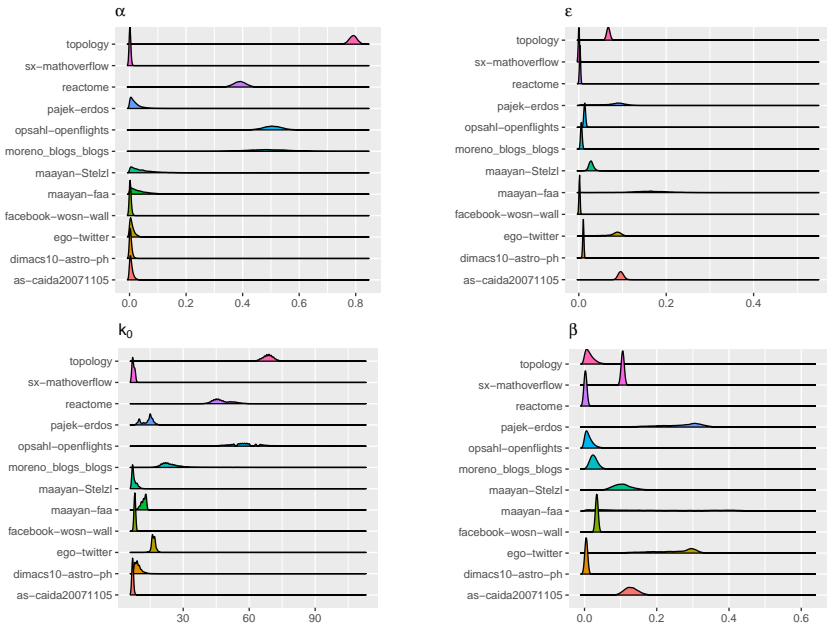 α
topology
sx−mathoverflow
reactome
pajek−erdos
opsahl−openflights
moreno_blogs_blogs
maayan−Stelzl
maayan−faa
facebook−wosn−wall
ego−twitter
dimacs10−astro−ph
as−caida20071105
0.0 0.2 0.4 0.6 0.8
ε
topology
sx−mathoverflow
reactome
pajek−erdos
opsahl−openflights
moreno_blogs_blogs
maayan−Stelzl
maayan−faa
facebook−wosn−wall
ego−twitter
dimacs10−astro−ph
as−caida20071105
0.0 0.2 0.4
k0
topology
sx−mathoverflow
reactome
pajek−erdos
opsahl−openflights
moreno_blogs_blogs
maayan−Stelzl
maayan−faa
facebook−wosn−wall
ego−twitter
dimacs10−astro−ph
as−caida20071105
30 60 90
β
topology
sx−mathoverflow
reactome
pajek−erdos
opsahl−openflights
moreno_blogs_blogs
maayan−Stelzl
maayan−faa
facebook−wosn−wall
ego−twitter
dimacs10−astro−ph
as−caida20071105
0.0 0.2 0.4 0.6